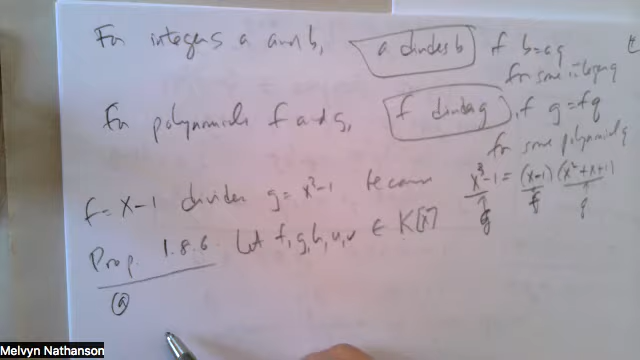 For integers a and b, a divides b if b = aq
for some integer q
For polynomials f and g, f divides g, if g = fq
for some polynomial q
f = x-1 divides g = x³-1 because x³-1 = (x-1)(x²+x+1)
g f q
Prop. 1.8.6. Let f, g, h, u, v ∈ K[x]
(a)
Melvyn Nathanson